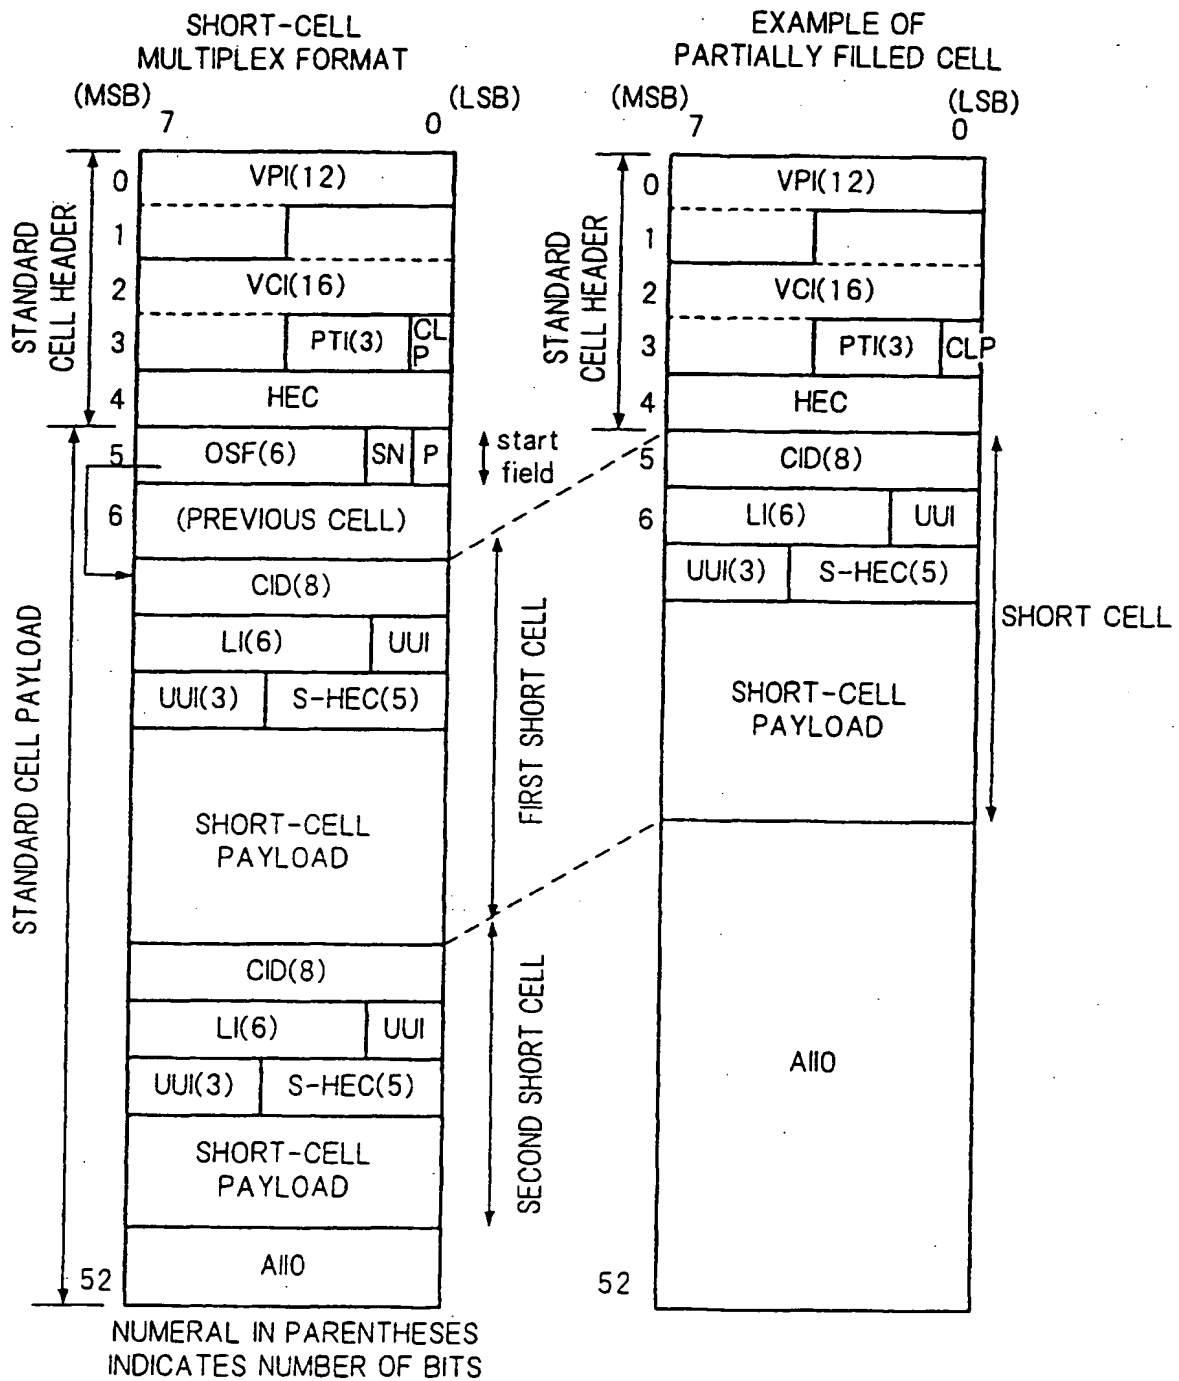 SHORT-CELL
MULTIPLEX FORMAT
(MSB)
7
(LSB)
0
STANDARD
CELL HEADER
0
VPI(12)
1
2
VCI(16)
3
PTI(3)
CL
P
4
HEC
STANDARD CELL PAYLOAD
5
OSF(6)
SN
P
start
field
6
(PREVIOUS CELL)
FIRST SHORT CELL
CID(8)
LI(6)
UUI
UUI(3)
S-HEC(5)
SHORT-CELL
PAYLOAD
SECOND SHORT CELL
CID(8)
LI(6)
UUI
UUI(3)
S-HEC(5)
SHORT-CELL
PAYLOAD
52
All0
NUMERAL IN PARENTHESES
INDICATES NUMBER OF BITS
EXAMPLE OF
PARTIALLY FILLED CELL
(MSB)
7
(LSB)
0
STANDARD
CELL HEADER
0
VPI(12)
1
2
VCI(16)
3
PTI(3)
CLP
4
HEC
5
CID(8)
6
LI(6)
UUI
UUI(3)
S-HEC(5)
SHORT CELL
SHORT-CELL
PAYLOAD
All0
52